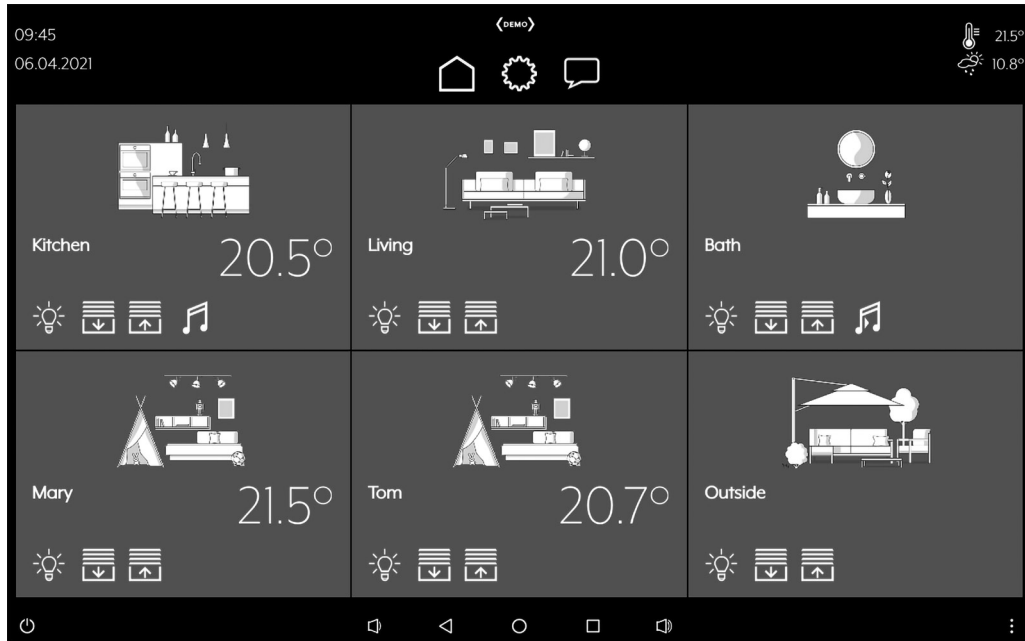 09:45
DEMO
21.5°
06.04.2021
10.8°
Kitchen
20.5°
Living
21.0°
Bath
Mary
21.5°
Tom
20.7°
Outside